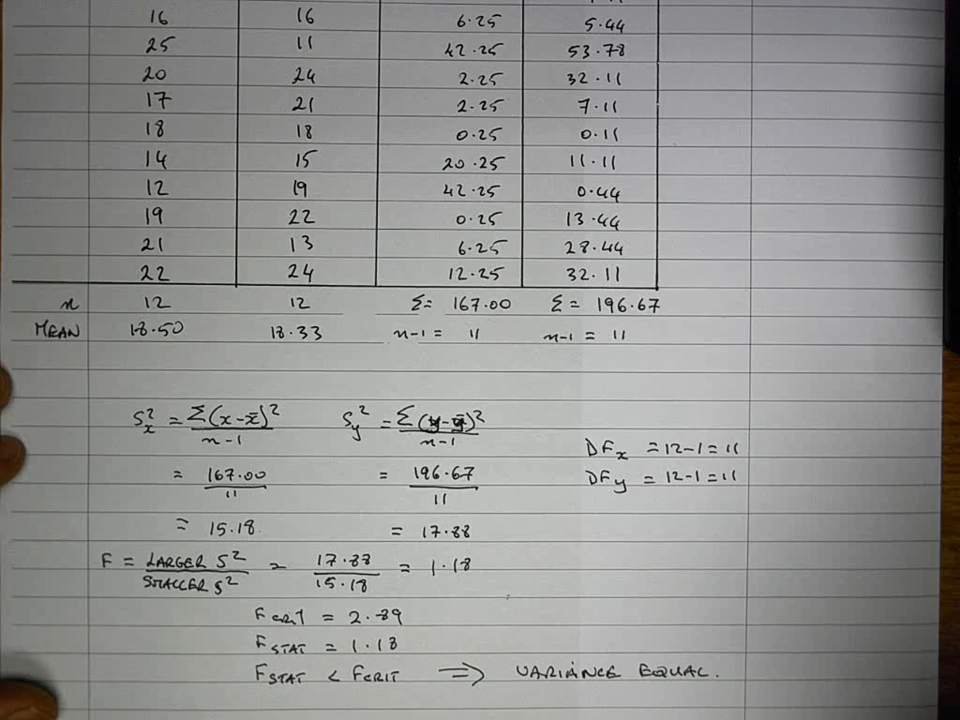 16 16 6.25 5.44
25 11 42.25 53.78
20 24 2.25 32.11
17 21 2.25 7.11
18 18 0.25 0.11
14 15 20.25 11.11
12 19 42.25 0.44
19 22 0.25 13.44
21 13 6.25 28.44
22 24 12.25 32.11
n 12 12 Σ= 167.00 Σ = 196.67
MEAN 18.50 18.33 n-1 = 11 n-1 = 11
S²x = Σ(x-x̄)²/n-1 Sy² = Σ(y-ȳ)²/n-1
DFx = 12-1 = 11
= 167.00/11 = 196.67/11
DFy = 12-1 = 11
= 15.18 = 17.88
F = LARGER S²/SMALLER S² = 17.88/15.18 = 1.18
FCRIT = 2.89
FSTAT = 1.18
FSTAT < FCRIT ⇒ VARIANCE EQUAL.